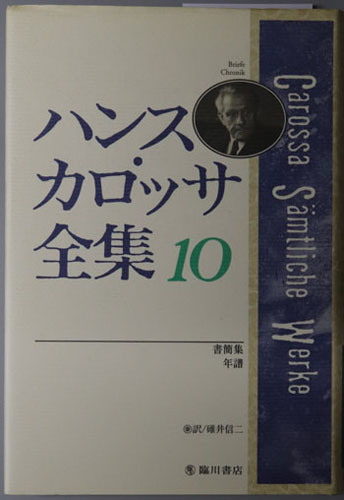 Briefe
Chronik
ハンス・
カロッサ
全集 10
Carossa Sämtliche Werke
書簡集
年譜
訳/碓井信二
臨川書店